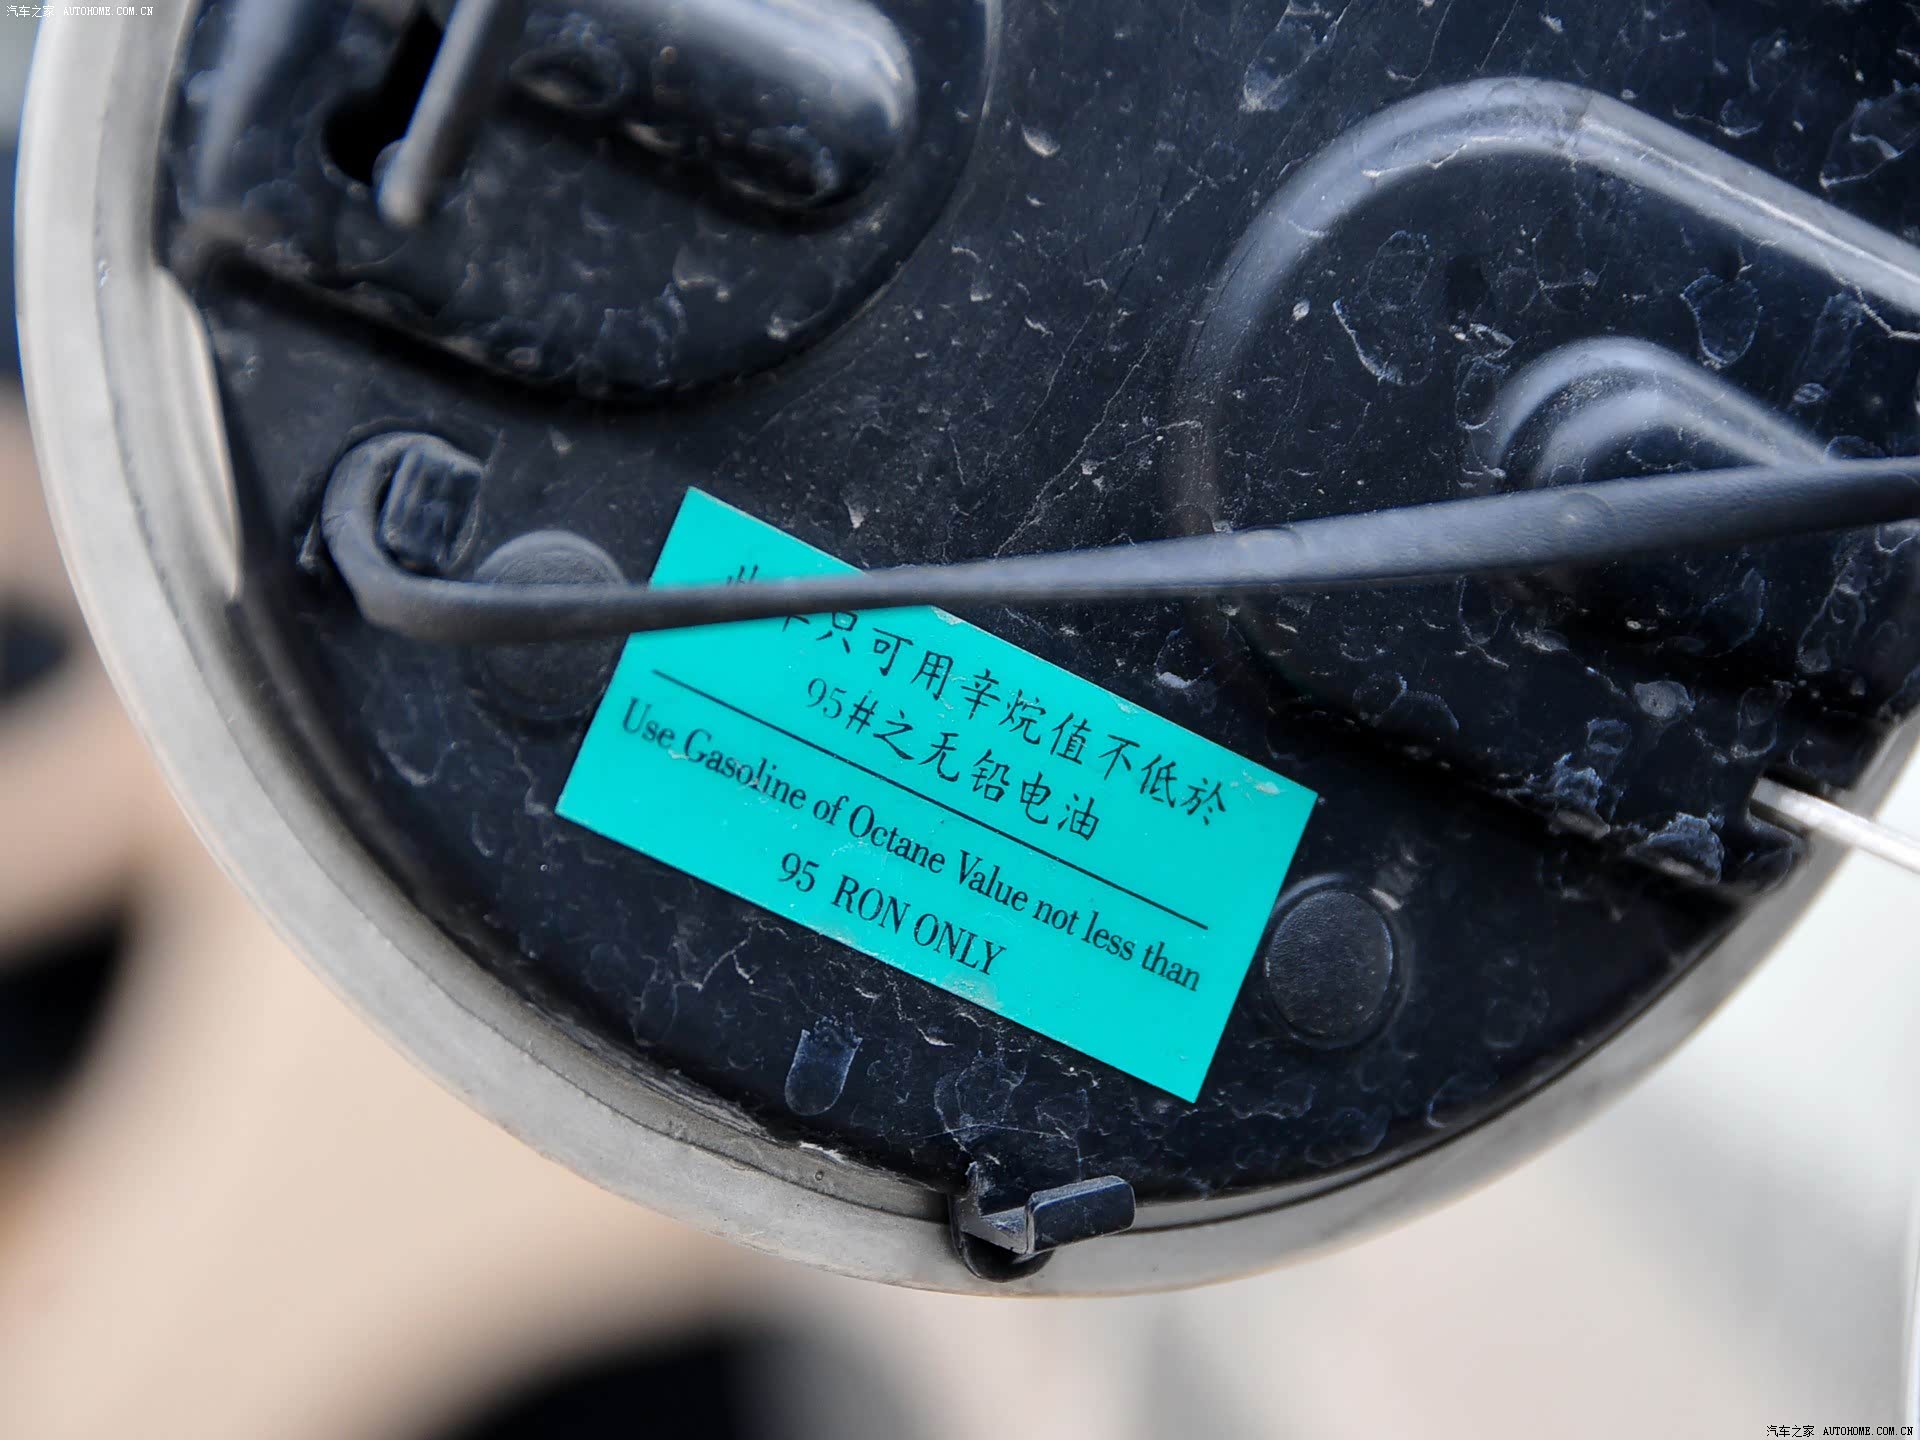 汽车之家 AUTOHOME.COM.CN
只可用辛烷值不低於
95#之无铅电油
Use Gasoline of Octane Value not less than
95 RON ONLY
汽车之家 AUTOHOME.COM.CN